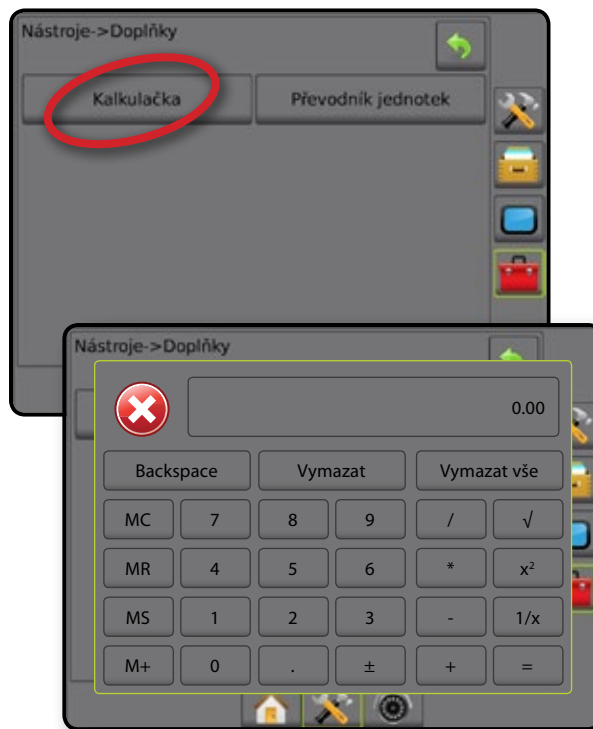 Nástroje->Doplňky
Kalkulačka Převodník jednotek
Nástroje->Doplňky
0.00
Backspace Vymazat Vymazat vše
MC 7 8 9 / √
MR 4 5 6 * x²
MS 1 2 3 - 1/x
M+ 0 . ± + =